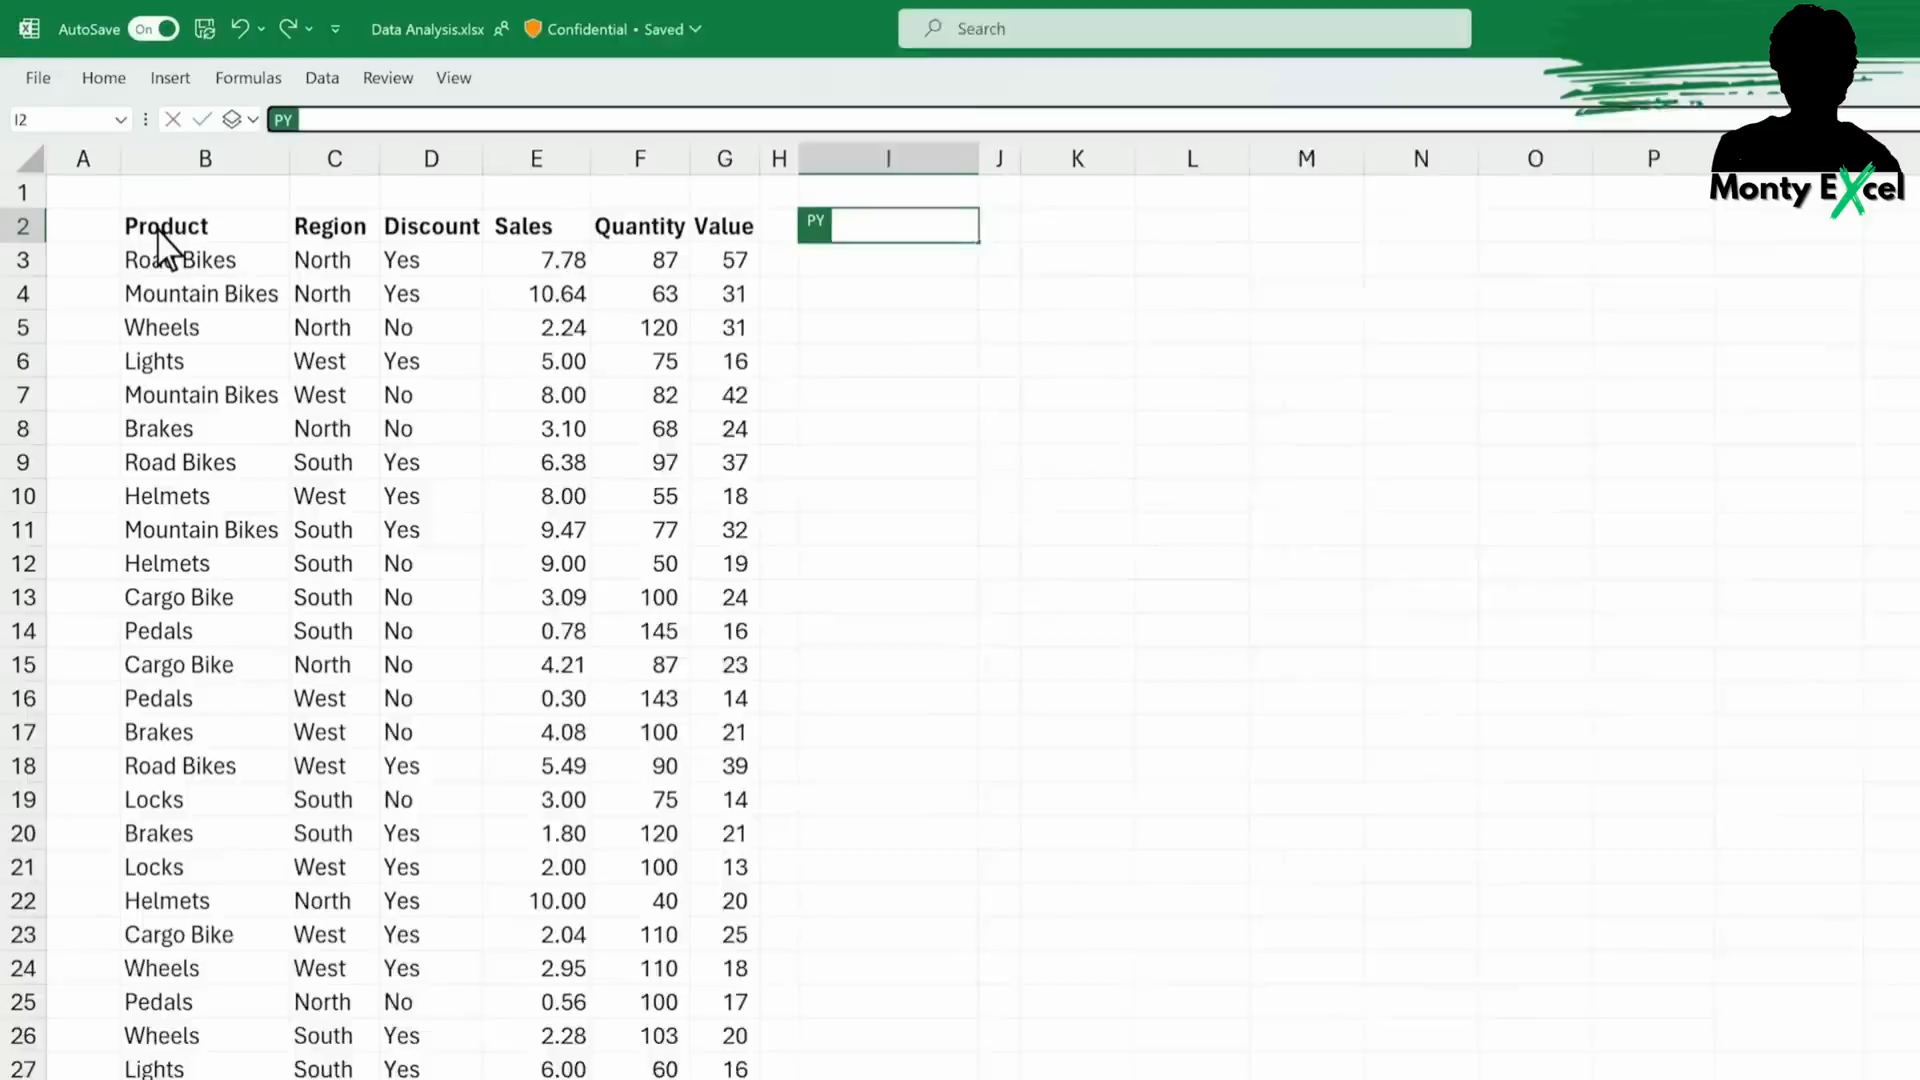 AutoSave On Data Analysis.xlsx Confidential • Saved Search
File Home Insert Formulas Data Review View
I2 PY
A B C D E F G H I J K L M N O P
Monty Excel
1
2 Product Region Discount Sales Quantity Value PY
3 Road Bikes North Yes 7.78 87 57
4 Mountain Bikes North Yes 10.64 63 31
5 Wheels North No 2.24 120 31
6 Lights West Yes 5.00 75 16
7 Mountain Bikes West No 8.00 82 42
8 Brakes North No 3.10 68 24
9 Road Bikes South Yes 6.38 97 37
10 Helmets West Yes 8.00 55 18
11 Mountain Bikes South Yes 9.47 77 32
12 Helmets South No 9.00 50 19
13 Cargo Bike South No 3.09 100 24
14 Pedals South No 0.78 145 16
15 Cargo Bike North No 4.21 87 23
16 Pedals West No 0.30 143 14
17 Brakes West No 4.08 100 21
18 Road Bikes West Yes 5.49 90 39
19 Locks South No 3.00 75 14
20 Brakes South Yes 1.80 120 21
21 Locks West Yes 2.00 100 13
22 Helmets North Yes 10.00 40 20
23 Cargo Bike West Yes 2.04 110 25
24 Wheels West Yes 2.95 110 18
25 Pedals North No 0.56 100 17
26 Wheels South Yes 2.28 103 20
27 Lights South Yes 6.00 60 16